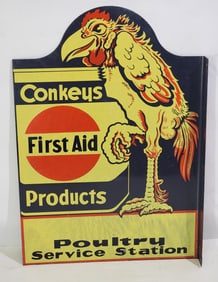 Conkeys
First Aid
Products
Poultry
Service Station